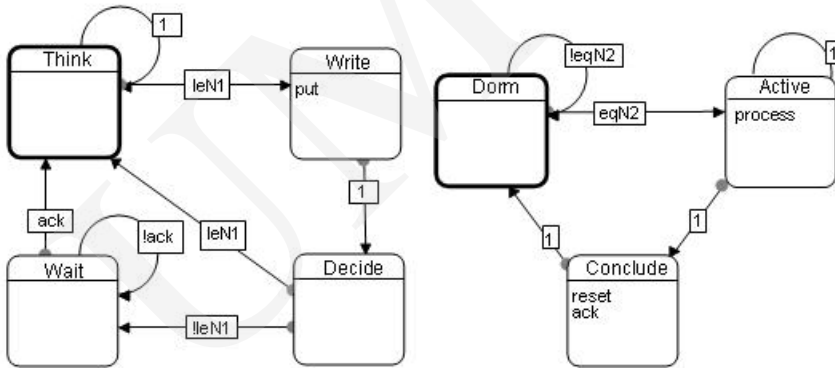 1
Think
leN1
Write
put
1
ack
!ack
leN1
Wait
Decide
!leN1
!eqN2
1
Dorm
Active
eqN2
process
1
1
Conclude
reset
ack